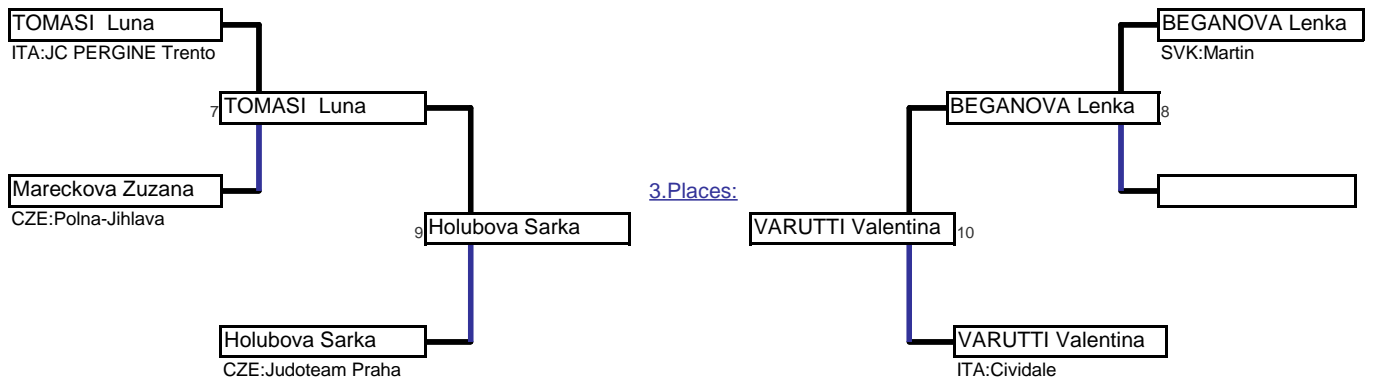 TOMASI  Luna
ITA:JC PERGINE Trento
BEGANOVA Lenka
SVK:Martin
7 TOMASI  Luna
BEGANOVA Lenka 8
Mareckova Zuzana
CZE:Polna-Jihlava
3.Places:
9 Holubova Sarka
VARUTTI Valentina 10
Holubova Sarka
CZE:Judoteam Praha
VARUTTI Valentina
ITA:Cividale